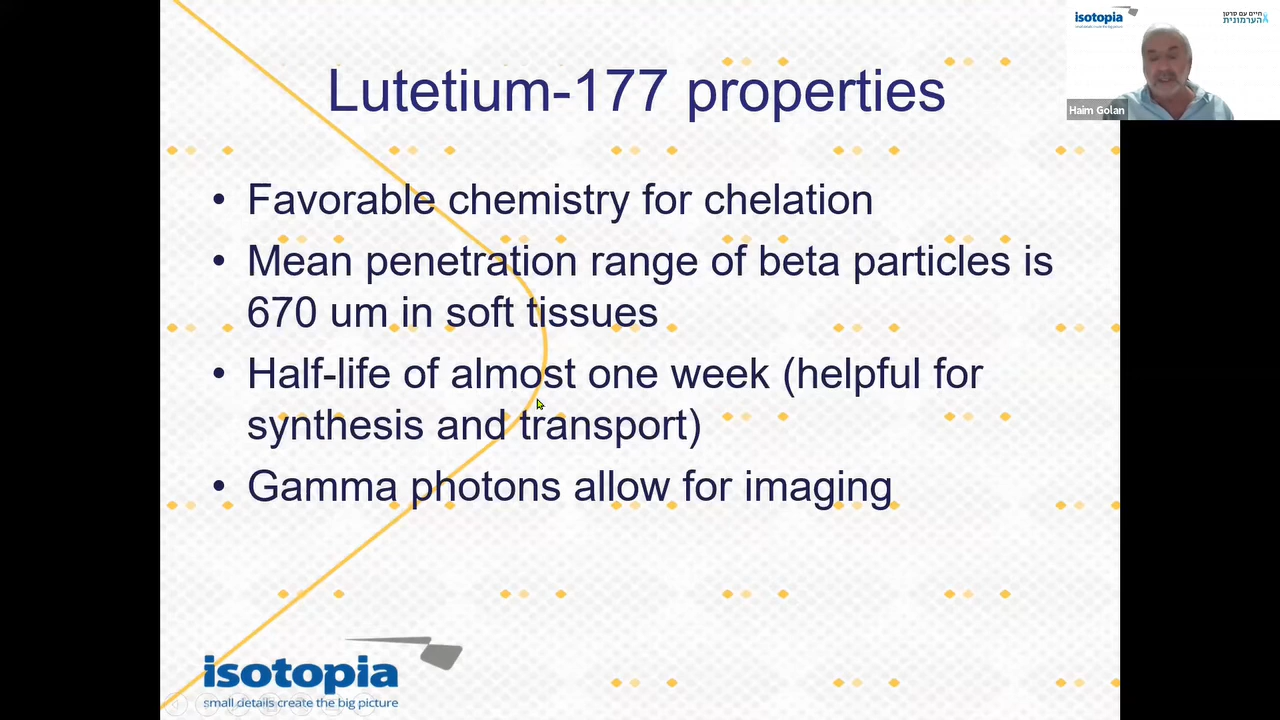 Lutetium-177 properties
• Favorable chemistry for chelation
• Mean penetration range of beta particles is
670 um in soft tissues
• Half-life of almost one week (helpful for
synthesis and transport)
• Gamma photons allow for imaging
isotopia
small details create the big picture
isotopia
חיים עם סרטן
הערמונית
Haim Golan